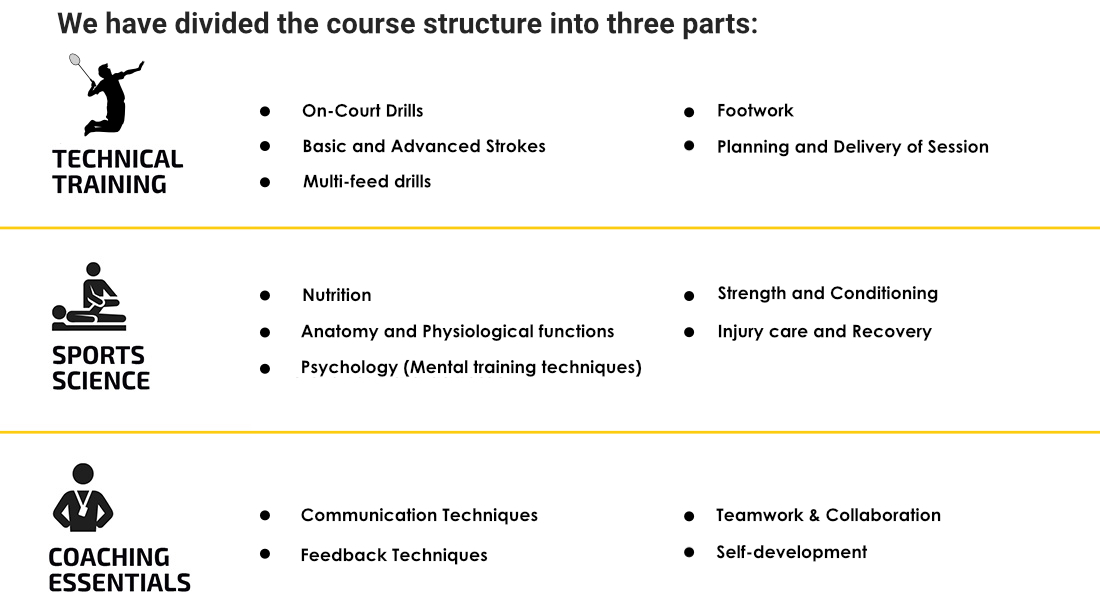 We have divided the course structure into three parts:
TECHNICAL
TRAINING
On-Court Drills
Basic and Advanced Strokes
Multi-feed drills
Footwork
Planning and Delivery of Session
SPORTS
SCIENCE
Nutrition
Anatomy and Physiological functions
Psychology (Mental training techniques)
Strength and Conditioning
Injury care and Recovery
COACHING
ESSENTIALS
Communication Techniques
Feedback Techniques
Teamwork & Collaboration
Self-development